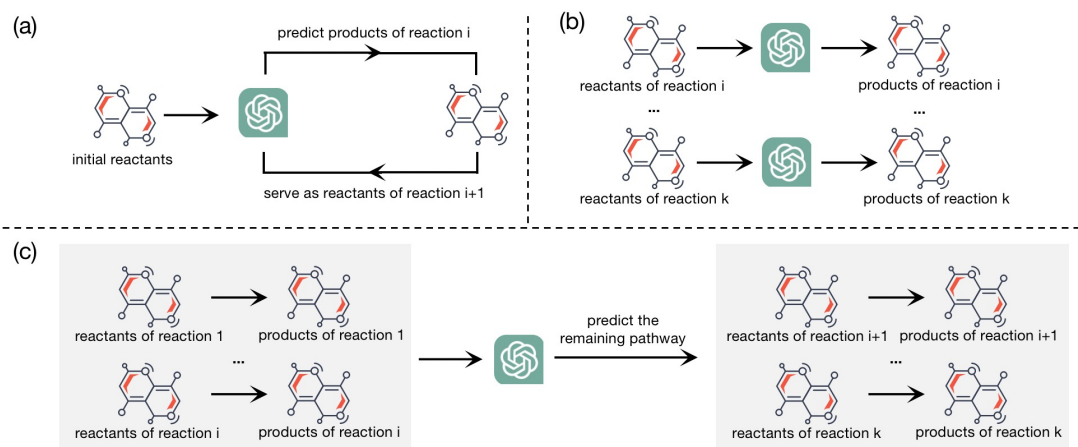 (a)
predict products of reaction i
initial reactants
serve as reactants of reaction i+1
(b)
reactants of reaction i
products of reaction i
...
...
reactants of reaction k
products of reaction k
(c)
reactants of reaction 1
products of reaction 1
...
reactants of reaction i
products of reaction i
predict the
remaining pathway
reactants of reaction i+1
products of reaction i+1
...
reactants of reaction k
products of reaction k